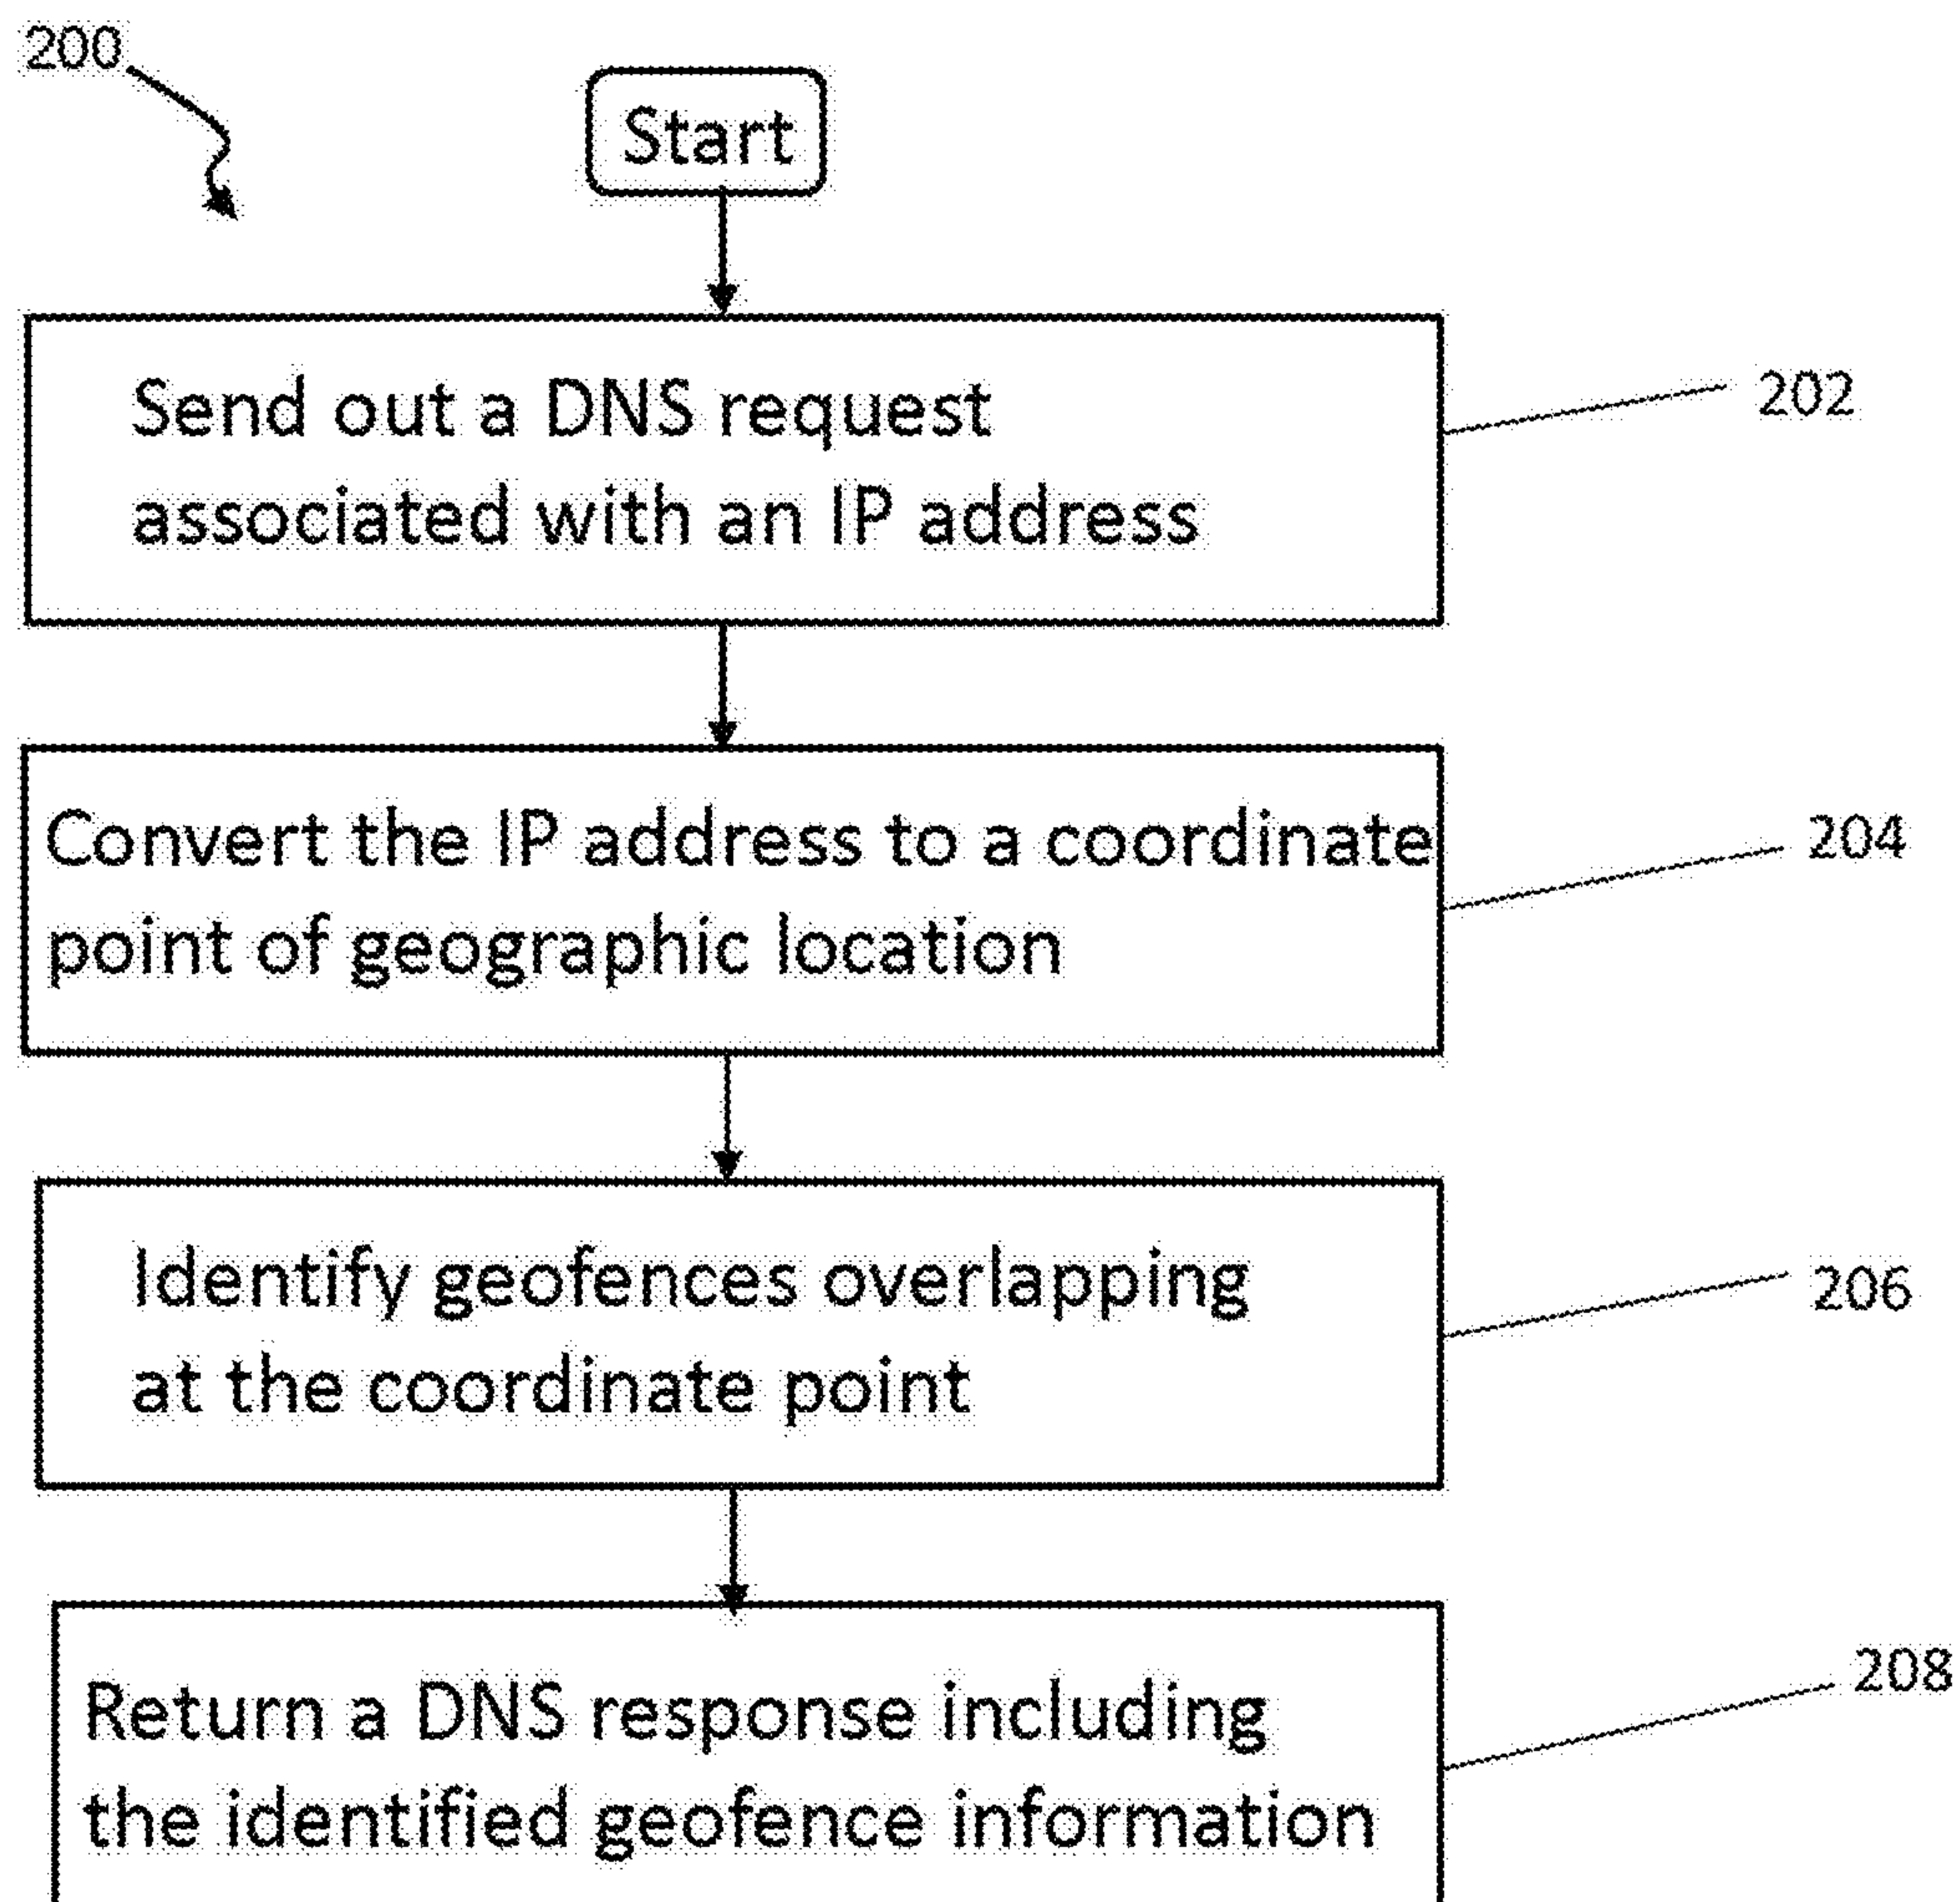 200
Start
Send out a DNS request
associated with an IP address
202
Convert the IP address to a coordinate
point of geographic location
204
Identify geofences overlapping
at the coordinate point
206
Return a DNS response including
the identified geofence information
208